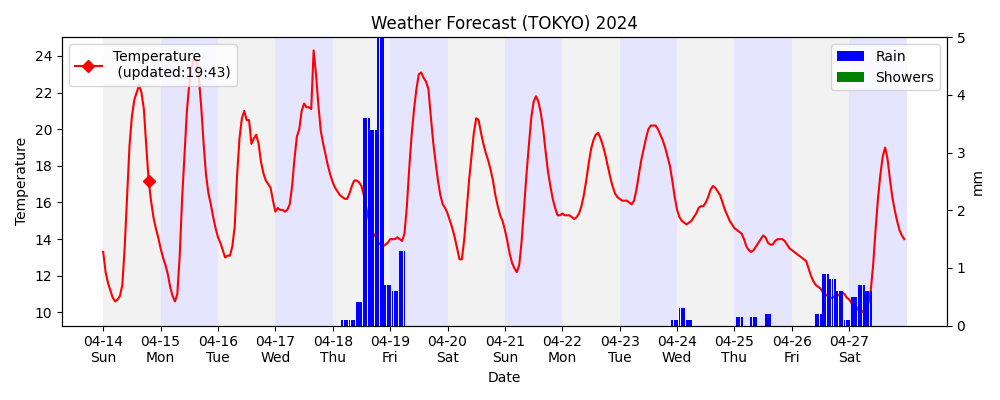 Weather Forecast (TOKYO) 2024
Temperature
(updated:19:43)
Rain
Showers
Temperature
24
22
20
18
16
14
12
10
5
4
3
2
1
0
mm
04-14 04-15 04-16 04-17 04-18 04-19 04-20 04-21 04-22 04-23 04-24 04-25 04-26 04-27
Sun Mon Tue Wed Thu Fri Sat Sun Mon Tue Wed Thu Fri Sat
Date